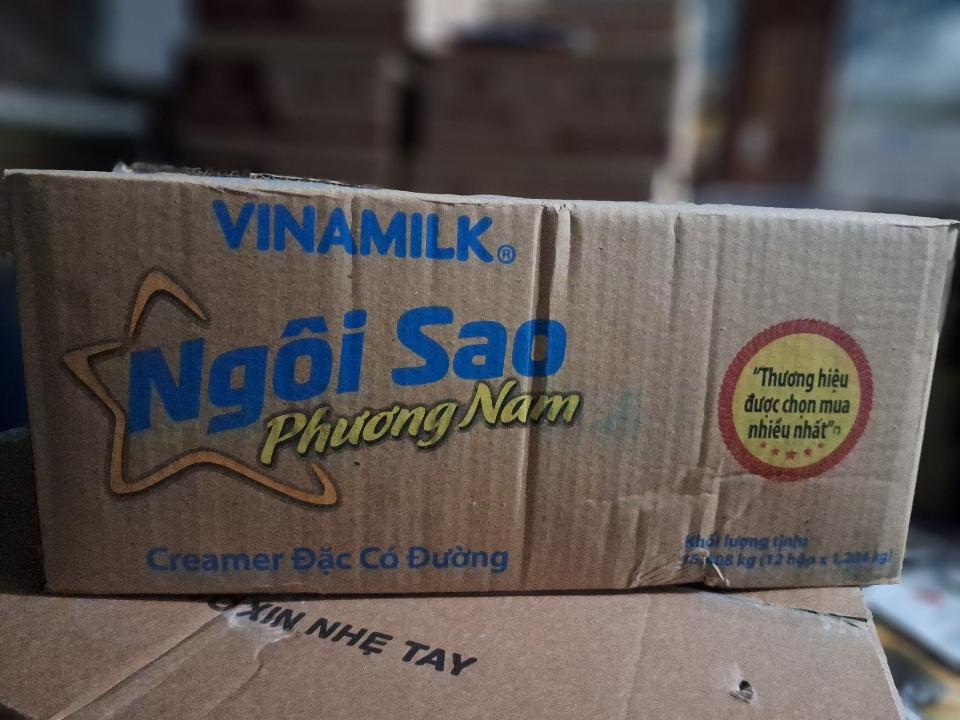 VINAMILK®
Ngôi Sao
Phương Nam
"Thương hiệu
được chọn mua
nhiều nhất"
Creamer Đặc Có Đường
Khối lượng tịnh:
kg (12 hộp x 1,284 kg)
XIN NHẸ TAY